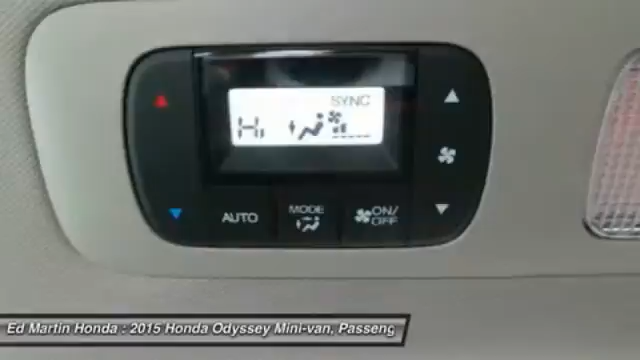 SYNC
Hi
AUTO
MODE
ON/
OFF
Ed Martin Honda : 2015 Honda Odyssey Mini-van, Passeng